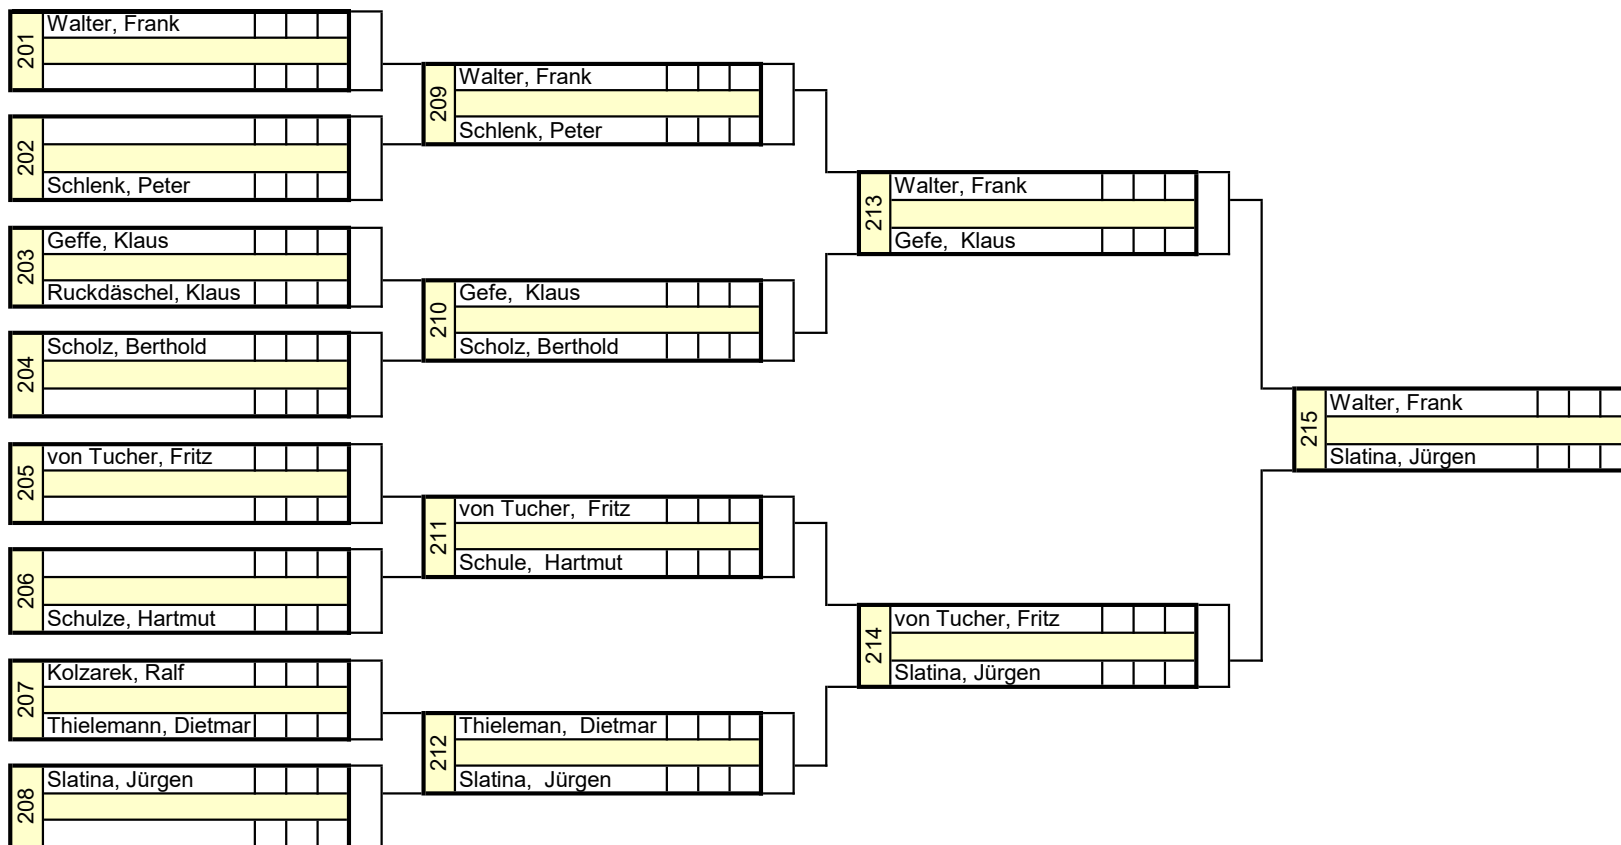 201
Walter, Frank
202
Schlenk, Peter
203
Geffe, Klaus
Ruckdäschel, Klaus
204
Scholz, Berthold
205
von Tucher, Fritz
206
Schulze, Hartmut
207
Kolzarek, Ralf
Thielemann, Dietmar
208
Slatina, Jürgen
209
Walter, Frank
Schlenk, Peter
210
Gefe, Klaus
Scholz, Berthold
211
von Tucher, Fritz
Schule, Hartmut
212
Thieleman, Dietmar
Slatina, Jürgen
213
Walter, Frank
Gefe, Klaus
214
von Tucher, Fritz
Slatina, Jürgen
215
Walter, Frank
Slatina, Jürgen